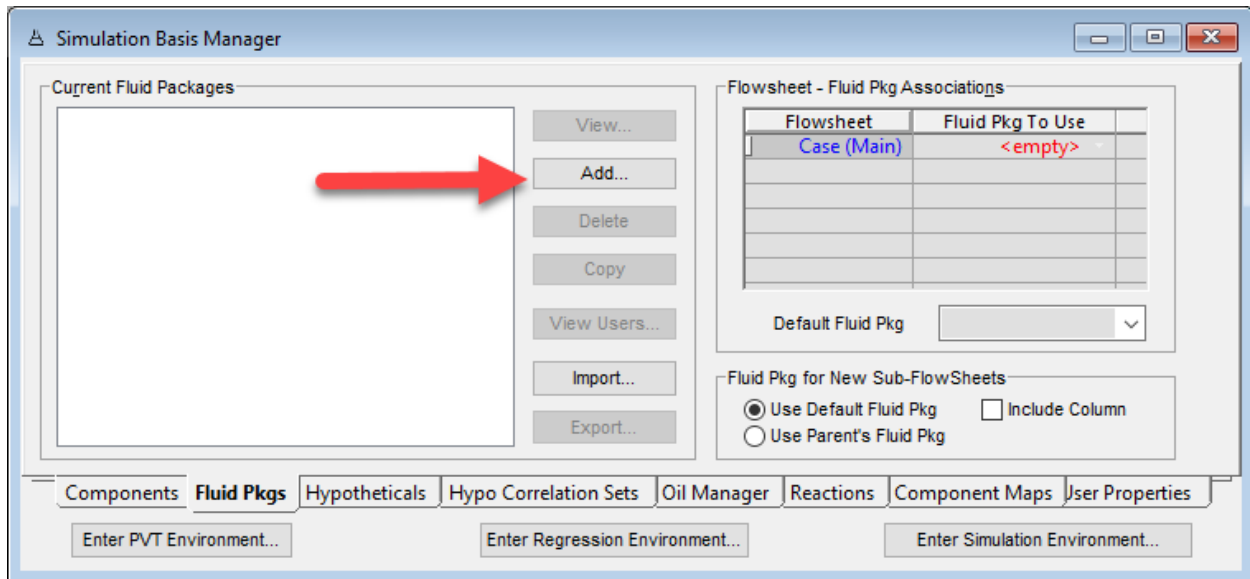 Simulation Basis Manager
Current Fluid Packages
View...
Add...
Delete
Copy
View Users...
Import...
Export...
Flowsheet - Fluid Pkg Associations
Flowsheet Fluid Pkg To Use
Case (Main) <empty>
Default Fluid Pkg
Fluid Pkg for New Sub-FlowSheets
Use Default Fluid Pkg Include Column
Use Parent's Fluid Pkg
Components Fluid Pkgs Hypotheticals Hypo Correlation Sets Oil Manager Reactions Component Maps User Properties
Enter PVT Environment... Enter Regression Environment... Enter Simulation Environment...